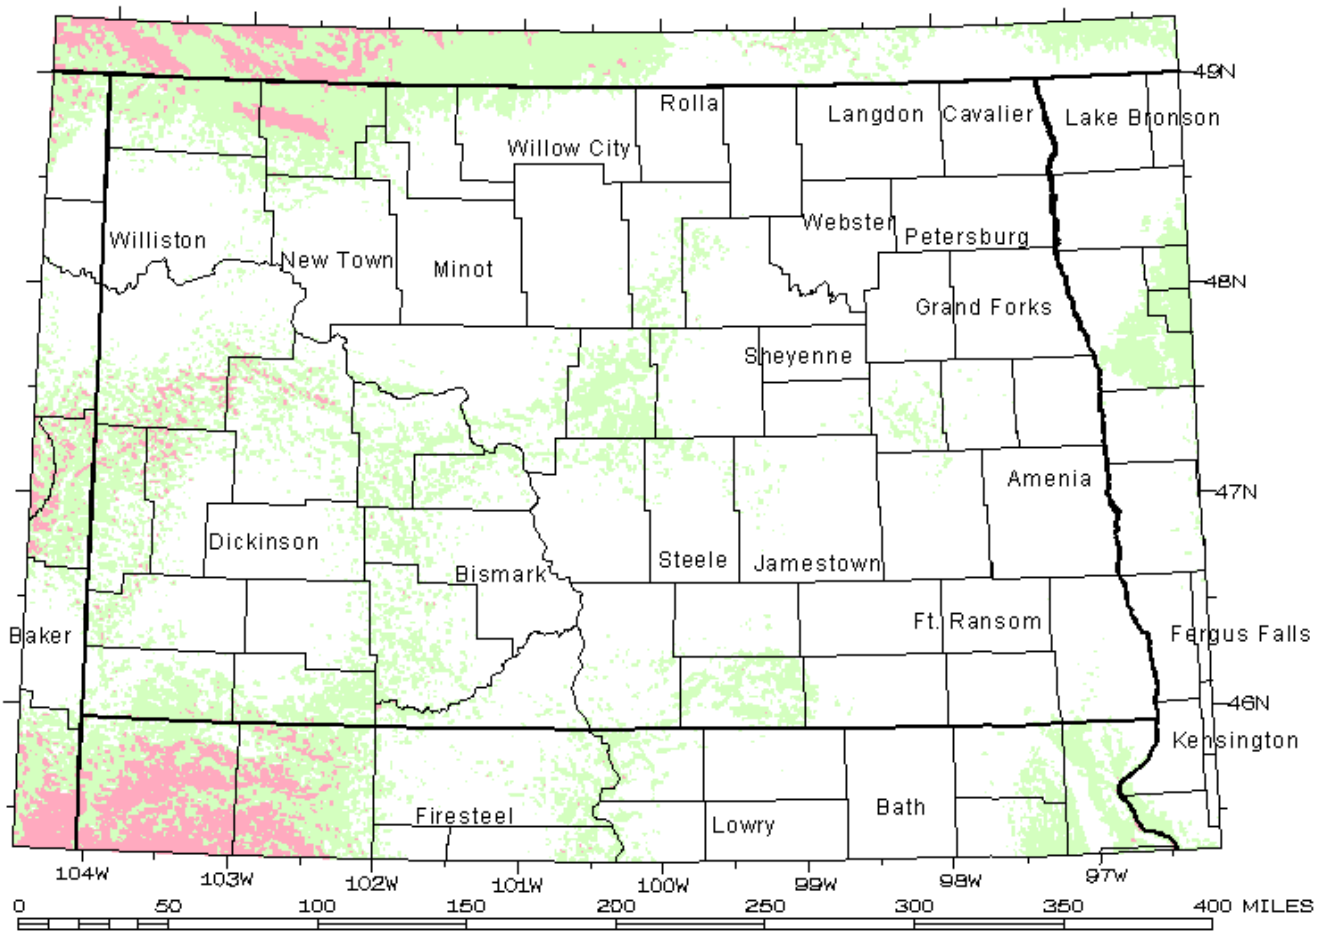 49N
Rolla
Langdon
Cavalier
Lake Bronson
Willow City
Webster
Petersburg
Williston
New Town
Minot
48N
Grand Forks
Sheyenne
Amenia
47N
Dickinson
Steele
Jamestown
Bismark
Ft. Ransom
Baker
Fergus Falls
46N
Kensington
Firesteel
Bath
Lowry
104W 103W 102W 101W 100W 99W 98W 97W
0 50 100 150 200 250 300 350 400 MILES